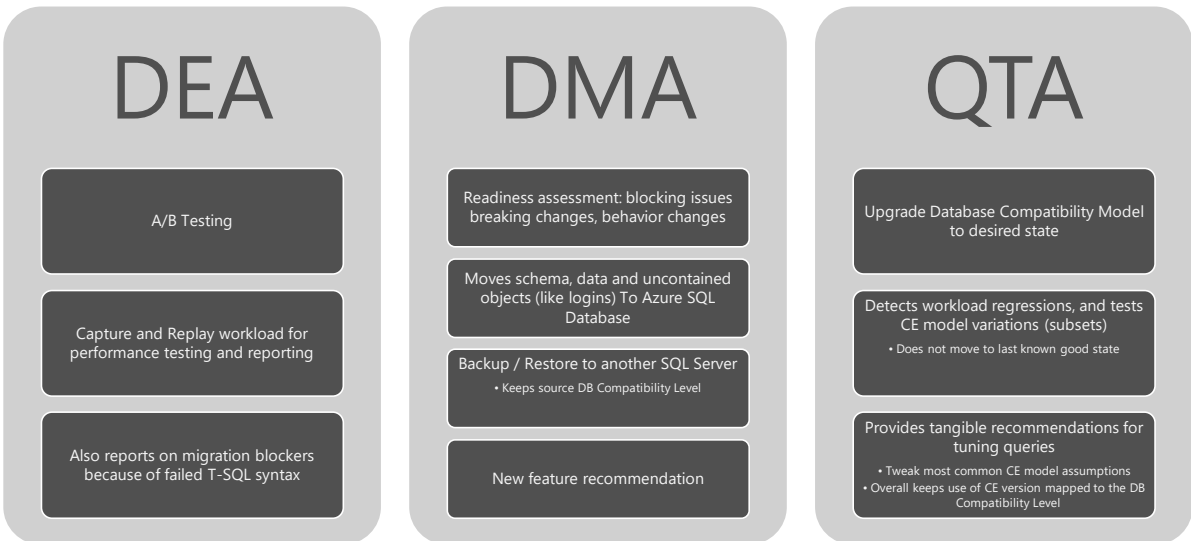 DEA
A/B Testing
Capture and Replay workload for
performance testing and reporting
Also reports on migration blockers
because of failed T-SQL syntax
DMA
Readiness assessment: blocking issues
breaking changes, behavior changes
Moves schema, data and uncontained
objects (like logins) To Azure SQL
Database
Backup / Restore to another SQL Server
• Keeps source DB Compatibility Level
New feature recommendation
QTA
Upgrade Database Compatibility Model
to desired state
Detects workload regressions, and tests
CE model variations (subsets)
• Does not move to last known good state
Provides tangible recommendations for
tuning queries
• Tweak most common CE model assumptions
• Overall keeps use of CE version mapped to the DB
Compatibility Level